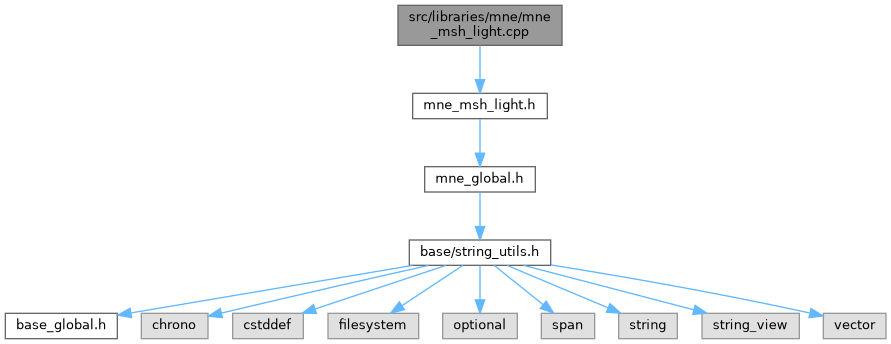 src/libraries/mne/mne
_msh_light.cpp
mne_msh_light.h
mne_global.h
base/string_utils.h
base_global.h
chrono
cstddef
filesystem
optional
span
string
string_view
vector